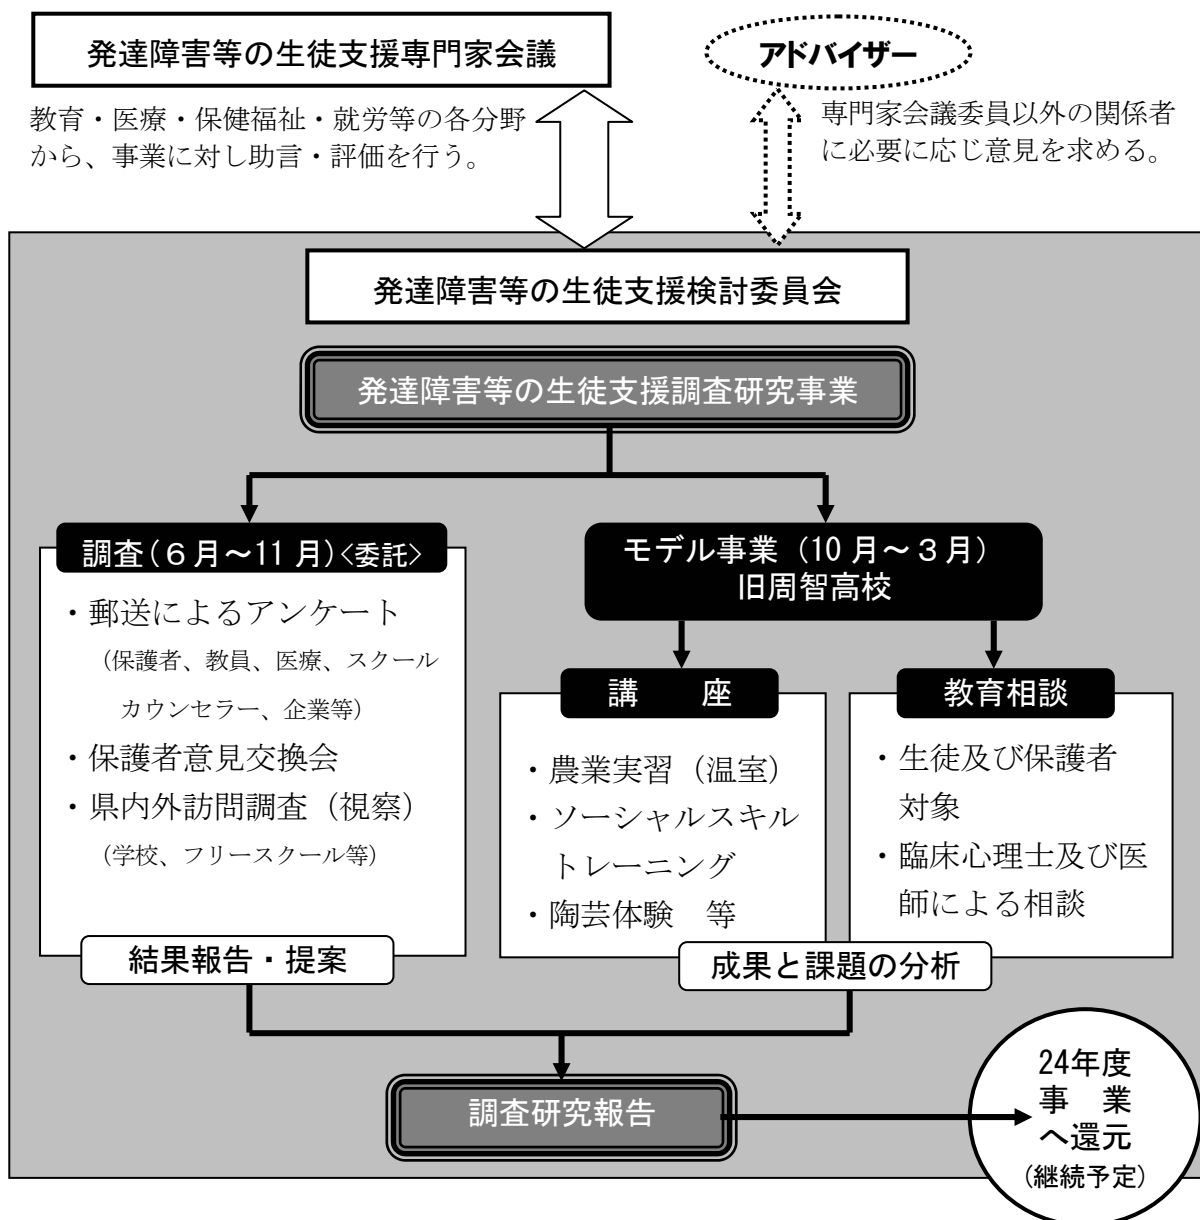 発達障害等の生徒支援専門家会議
アドバイザー
教育・医療・保健福祉・就労等の各分野
から、事業に対し助言・評価を行う。
専門家会議委員以外の関係者
に必要に応じ意見を求める。
発達障害等の生徒支援検討委員会
発達障害等の生徒支援調査研究事業
調査(6月～11月)<委託>
・郵送によるアンケート
（保護者、教員、医療、スクール
カウンセラー、企業等）
・保護者意見交換会
・県内外訪問調査（視察）
（学校、フリースクール等）
結果報告・提案
モデル事業（10月～3月）
旧周智高校
講　　座
・農業実習（温室）
・ソーシャルスキル
トレーニング
・陶芸体験　等
教育相談
・生徒及び保護者
対象
・臨床心理士及び医
師による相談
成果と課題の分析
調査研究報告
24年度
事　業
へ還元
(継続予定)